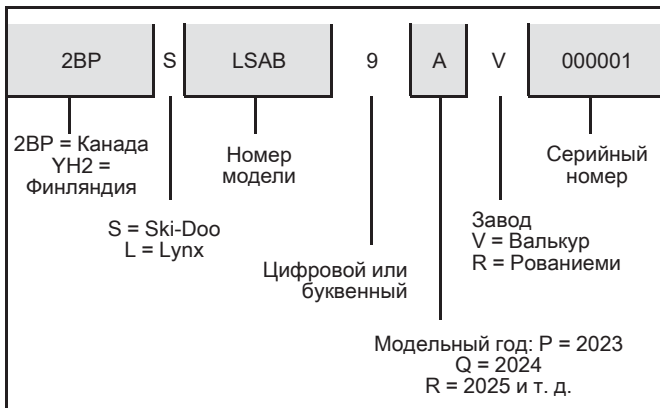 2BP S LSAB 9 A V 000001
2BP = Канада
YH2 =
Финляндия
Номер
модели
Серийный
номер
S = Ski-Doo
L = Lynx
Завод
V = Валькур
R = Рованиеми
Цифровой или
буквенный
Модельный год: P = 2023
Q = 2024
R = 2025 и т. д.